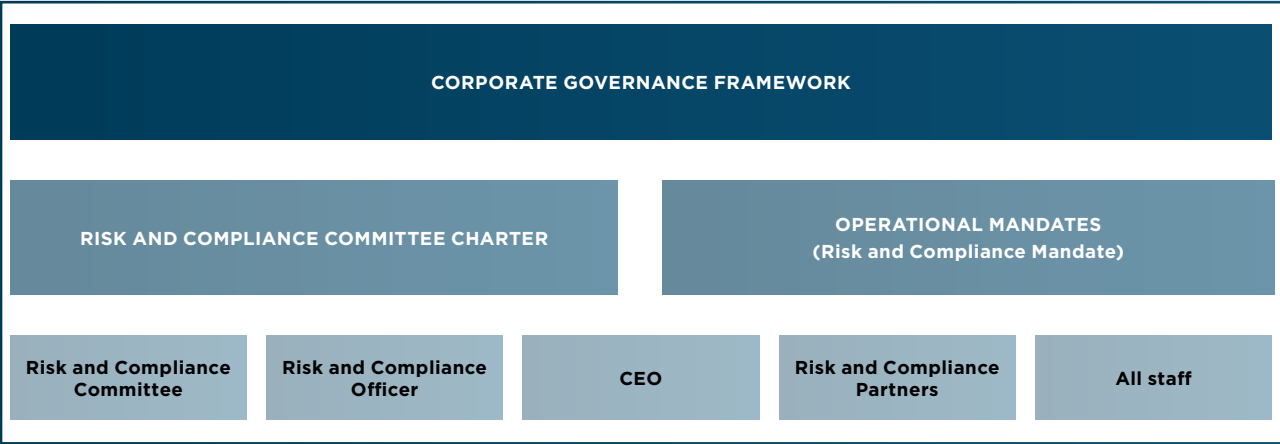 CORPORATE GOVERNANCE FRAMEWORK
RISK AND COMPLIANCE COMMITTEE CHARTER
OPERATIONAL MANDATES
(Risk and Compliance Mandate)
Risk and Compliance
Committee
Risk and Compliance
Officer
CEO
Risk and Compliance
Partners
All staff